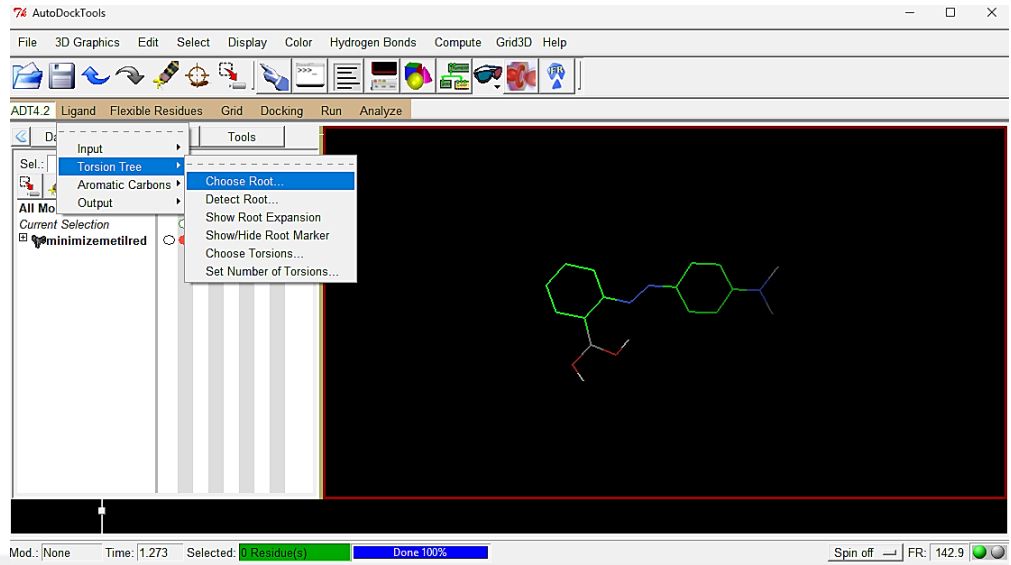 AutoDockTools
File 3D Graphics Edit Select Display Color Hydrogen Bonds Compute Grid3D Help
>>>_
ADT4.2 Ligand Flexible Residues Grid Docking Run Analyze
Tools
Input
Sel.:
Torsion Tree
Choose Root...
Aromatic Carbons
Detect Root...
Output
Show Root Expansion
Current Selection
Show/Hide Root Marker
minimizemetilred
Choose Torsions...
Set Number of Torsions...
Mod.: None Time: 1.273 Selected: 0 Residue(s) Done 100% Spin off FR: 142.9